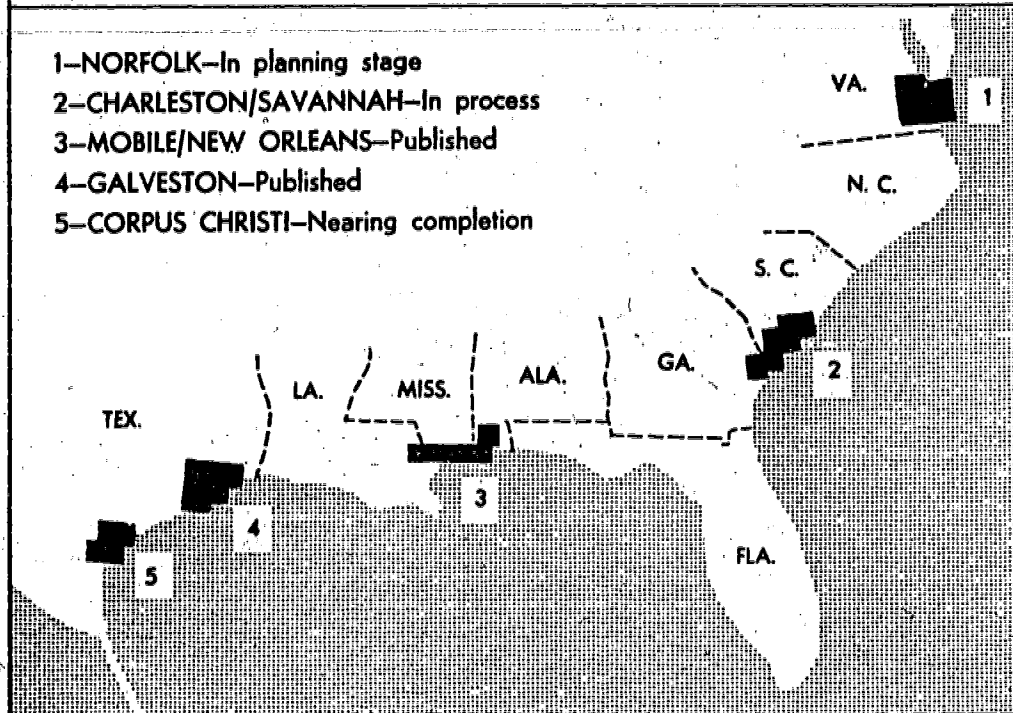 1–NORFOLK–In planning stage
2–CHARLESTON/SAVANNAH–In process
3–MOBILE/NEW ORLEANS–Published
4–GALVESTON–Published
5–CORPUS CHRISTI–Nearing completion
VA.
1
N. C.
S. C.
GA.
2
ALA.
MISS.
LA.
TEX.
3
4
5
FLA.